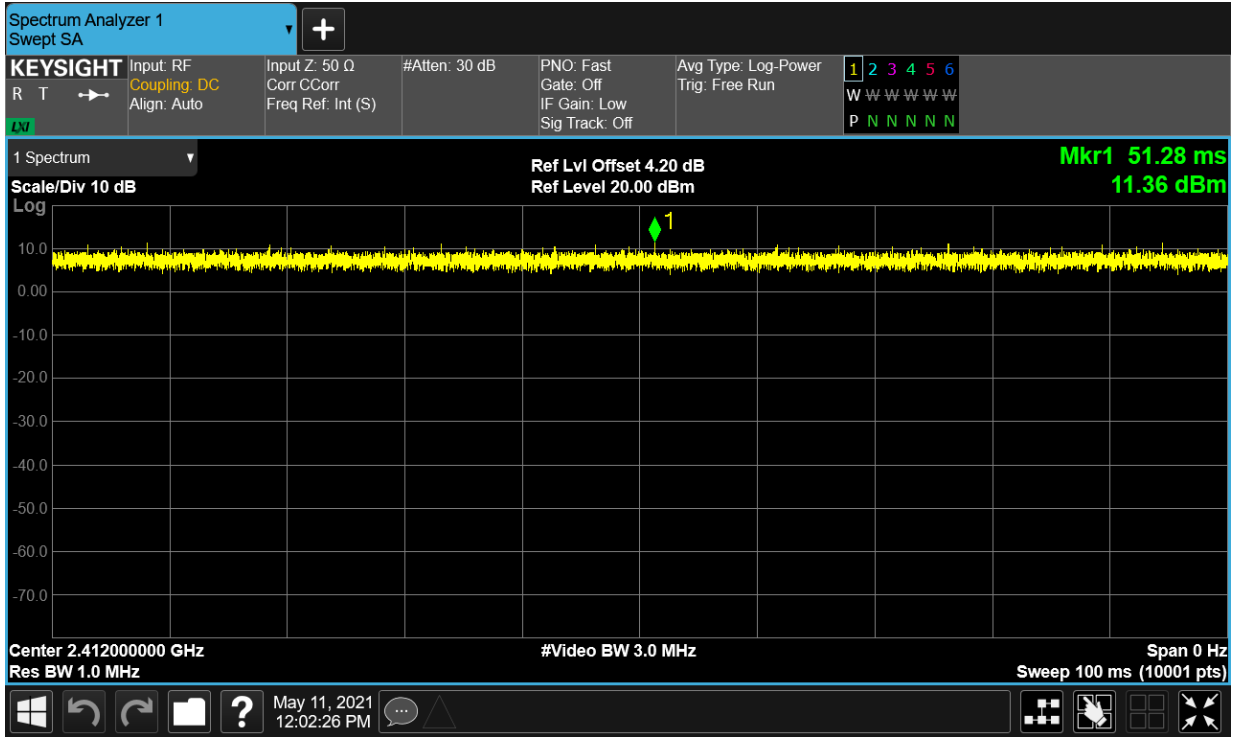 Spectrum Analyzer 1
Swept SA
KEYSIGHT
R T
LXI
Input: RF
Coupling: DC
Align: Auto
Input Z: 50 Ω
Corr CCorr
Freq Ref: Int (S)
#Atten: 30 dB
PNO: Fast
Gate: Off
IF Gain: Low
Sig Track: Off
Avg Type: Log-Power
Trig: Free Run
1 2 3 4 5 6
W W W W W W
P N N N N N
1 Spectrum
Scale/Div 10 dB
Log
Ref Lvl Offset 4.20 dB
Ref Level 20.00 dBm
Mkr1 51.28 ms
11.36 dBm
1
10.0
0.00
-10.0
-20.0
-30.0
-40.0
-50.0
-60.0
-70.0
Center 2.412000000 GHz
Res BW 1.0 MHz
#Video BW 3.0 MHz
Span 0 Hz
Sweep 100 ms (10001 pts)
?
May 11, 2021
12:02:26 PM